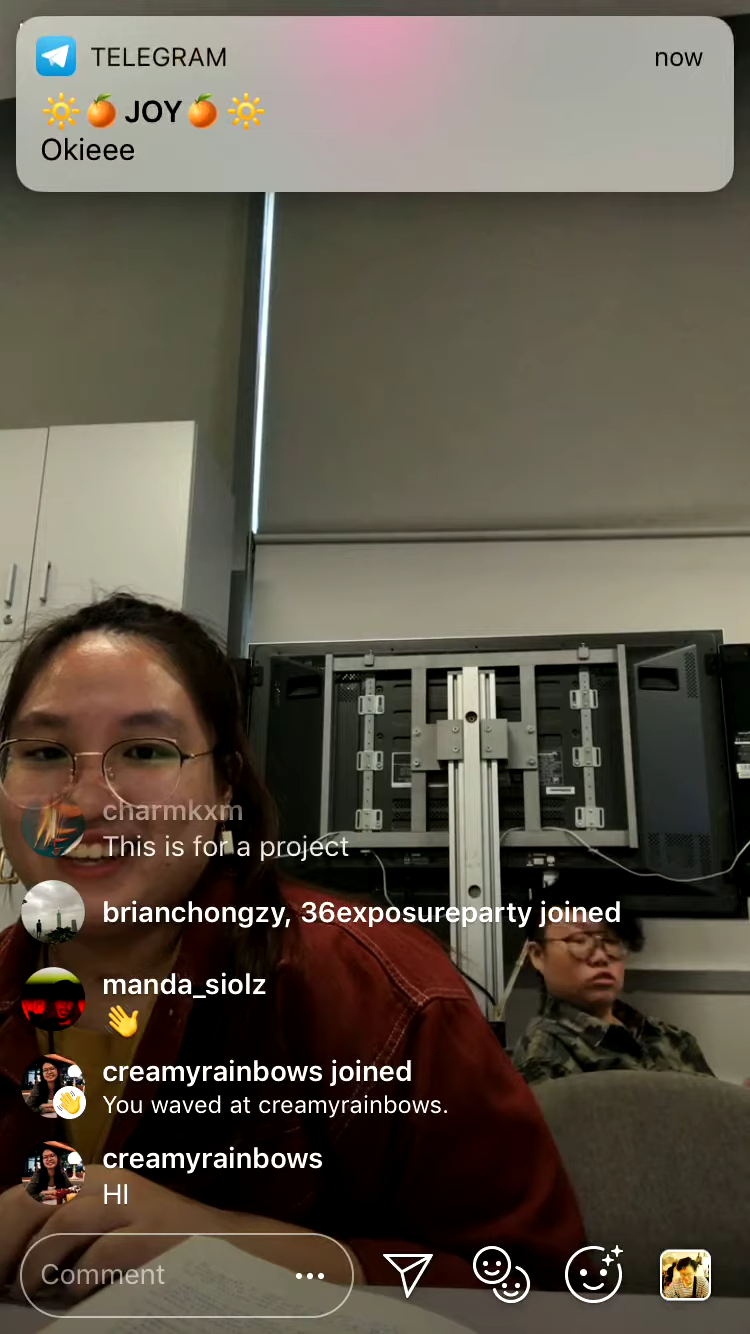 TELEGRAM
now
☀️🍊 JOY🍊 ☀️
Okieee
charmkxm
This is for a project
brianchongzy, 36exposureparty joined
manda_siolz
👋
creamyrainbows joined
You waved at creamyrainbows.
creamyrainbows
HI
Comment